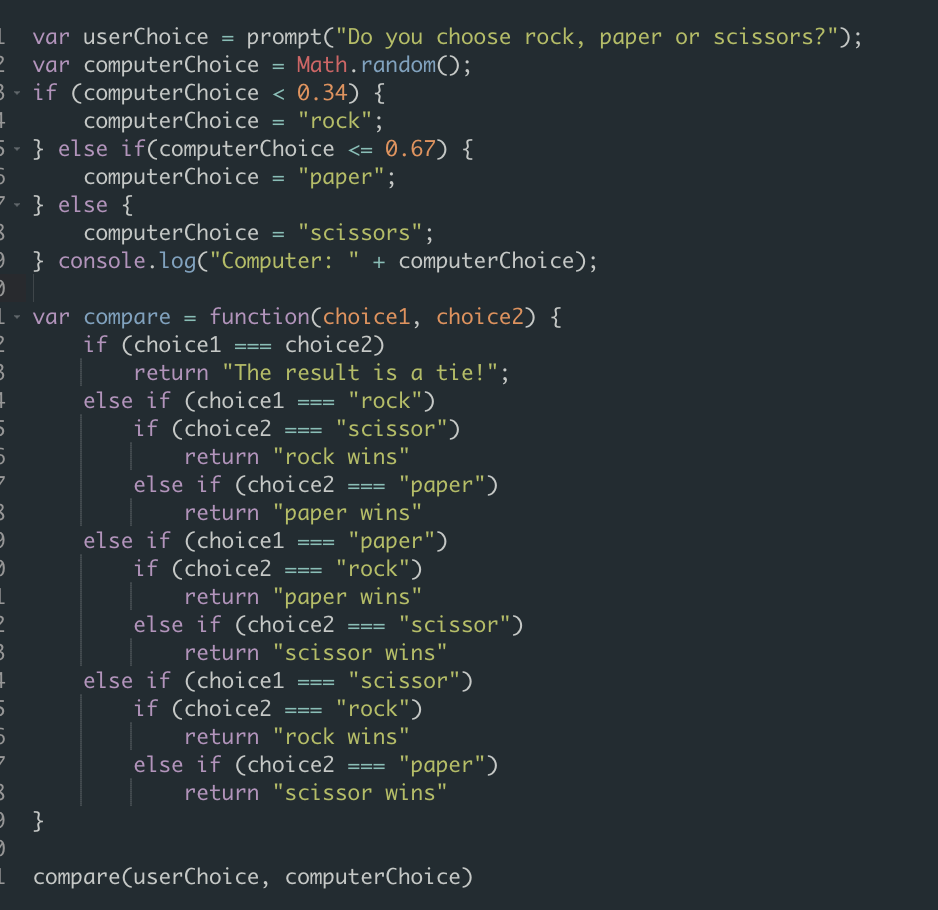 1 var userChoice = prompt("Do you choose rock, paper or scissors?");
2 var computerChoice = Math.random();
3 if (computerChoice < 0.34) {
4     computerChoice = "rock";
5 } else if(computerChoice <= 0.67) {
6     computerChoice = "paper";
7 } else {
8     computerChoice = "scissors";
9 } console.log("Computer: " + computerChoice);
0
1 var compare = function(choice1, choice2) {
2     if (choice1 === choice2)
3         return "The result is a tie!";
4     else if (choice1 === "rock")
5         if (choice2 === "scissor")
6             return "rock wins"
7         else if (choice2 === "paper")
8             return "paper wins"
9     else if (choice1 === "paper")
0         if (choice2 === "rock")
1             return "paper wins"
2         else if (choice2 === "scissor")
3             return "scissor wins"
4     else if (choice1 === "scissor")
5         if (choice2 === "rock")
6             return "rock wins"
7         else if (choice2 === "paper")
8             return "scissor wins"
9 }
0
1 compare(userChoice, computerChoice)